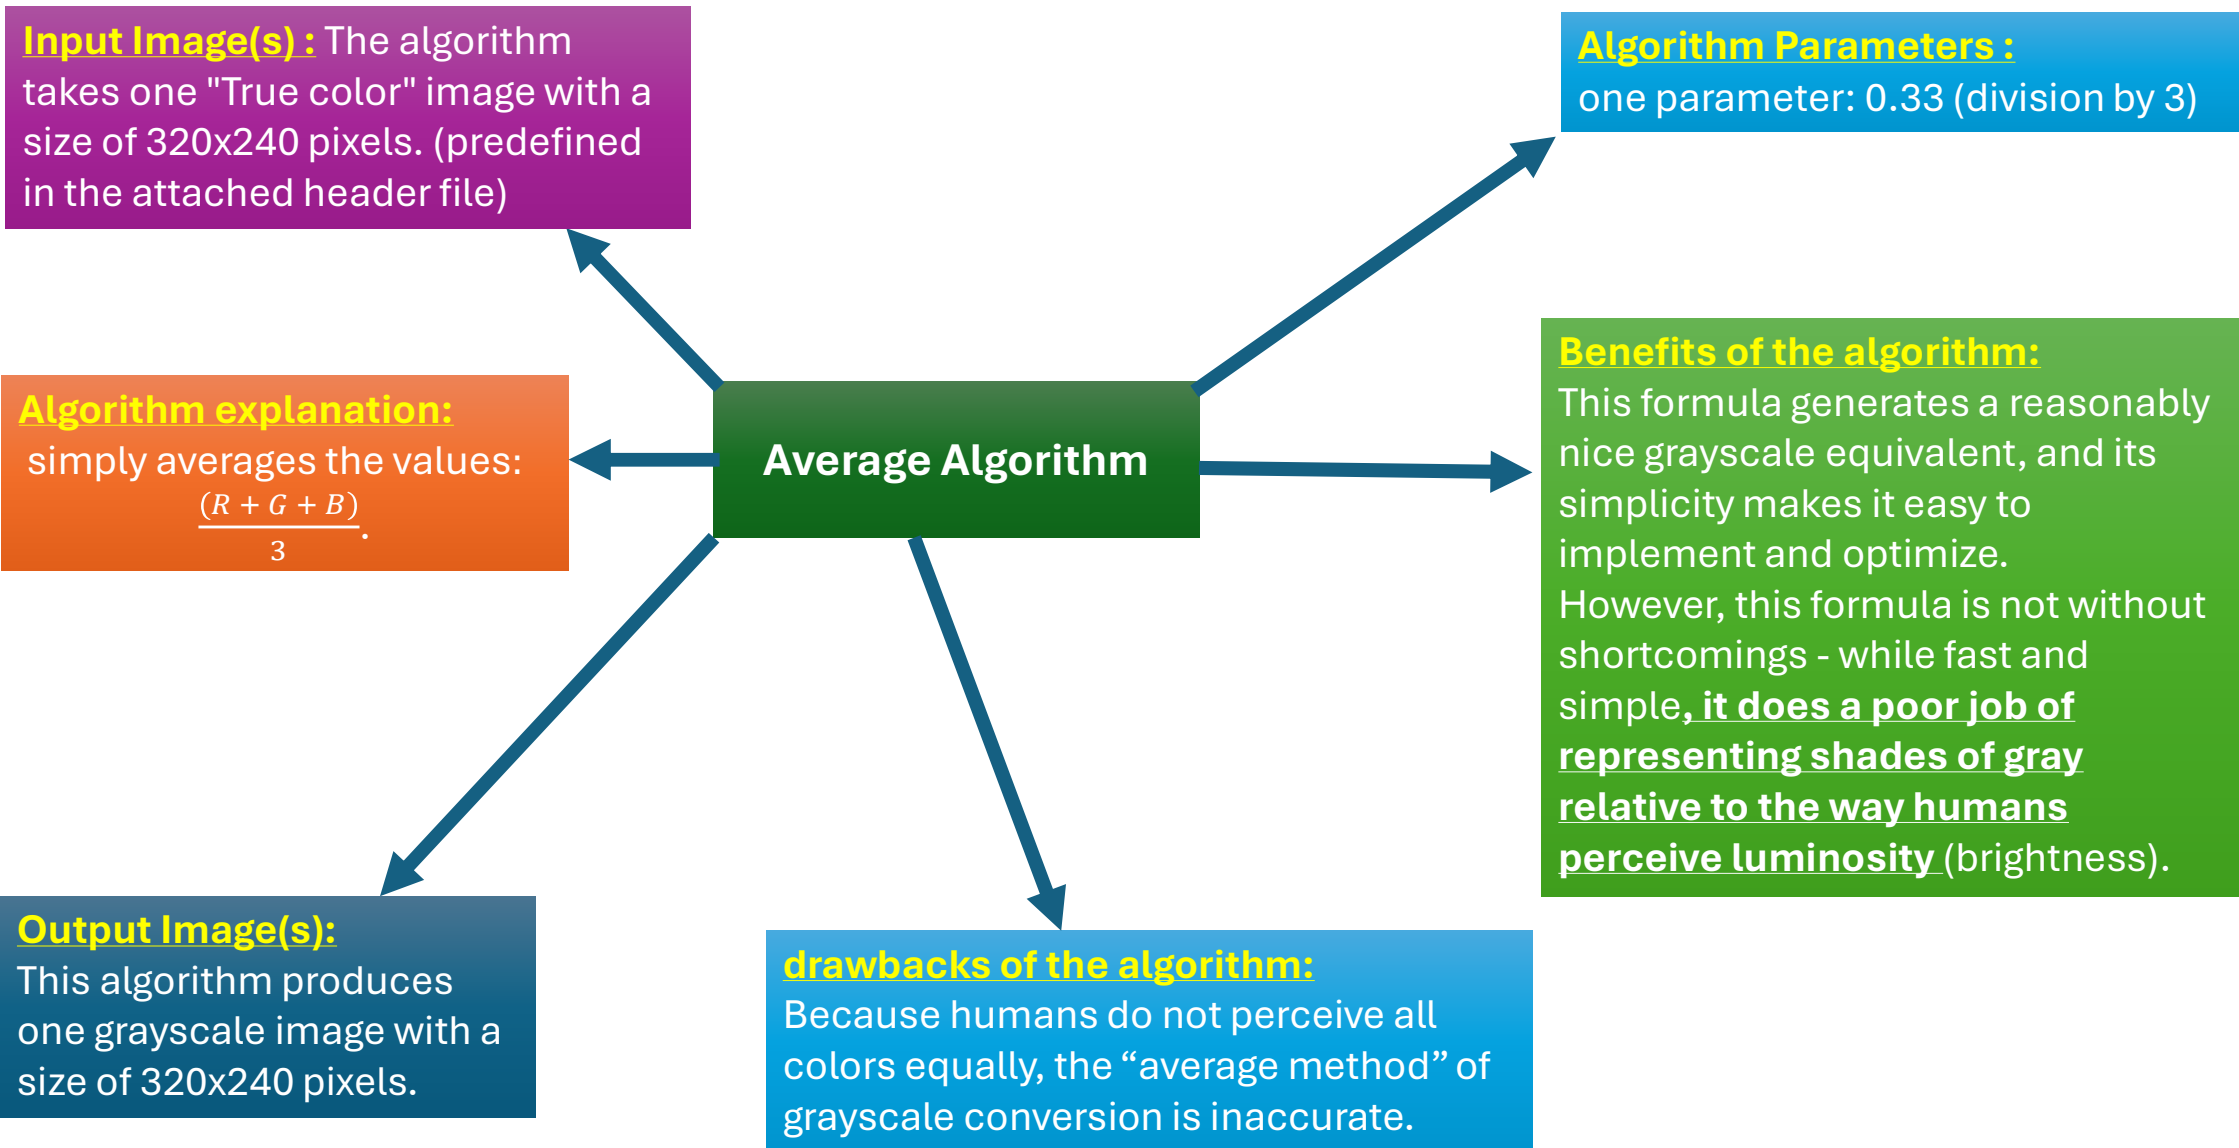 Input Image(s) : The algorithm
takes one "True color" image with a
size of 320x240 pixels. (predefined
in the attached header file)
Algorithm Parameters :
one parameter: 0.33 (division by 3)
Algorithm explanation:
simply averages the values:
(R + G + B)
3
.
Average Algorithm
Benefits of the algorithm:
This formula generates a reasonably
nice grayscale equivalent, and its
simplicity makes it easy to
implement and optimize.
However, this formula is not without
shortcomings - while fast and
simple, it does a poor job of
representing shades of gray
relative to the way humans
perceive luminosity (brightness).
Output Image(s):
This algorithm produces
one grayscale image with a
size of 320x240 pixels.
drawbacks of the algorithm:
Because humans do not perceive all
colors equally, the “average method” of
grayscale conversion is inaccurate.